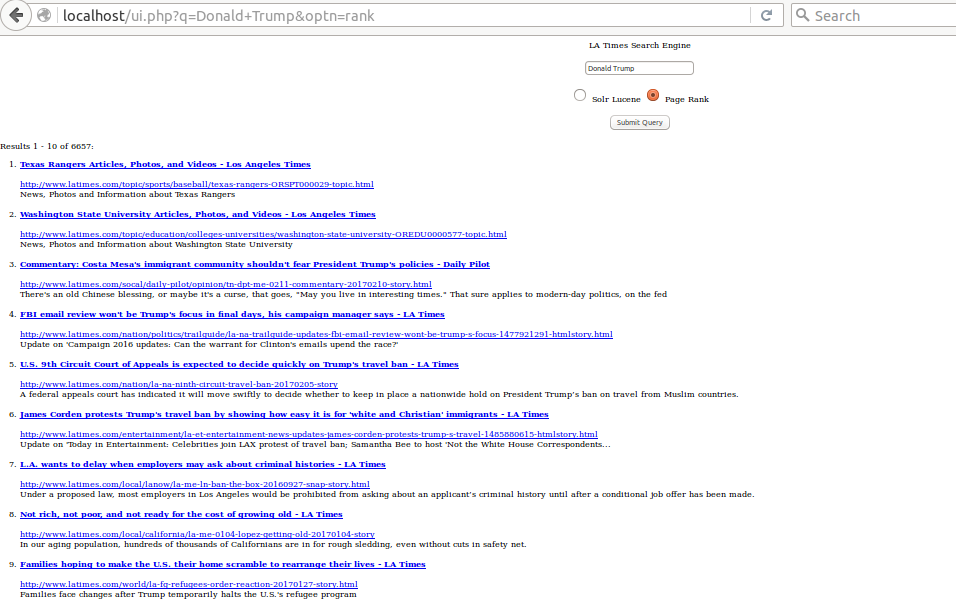 localhost/ui.php?q=Donald+Trump&optn=rank
Search
LA Times Search Engine
Donald Trump
Solr Lucene Page Rank
Submit Query
Results 1 - 10 of 6657:
1. Texas Rangers Articles, Photos, and Videos - Los Angeles Times
http://www.latimes.com/topic/sports/baseball/texas-rangers-ORSPT000029-topic.html
News, Photos and Information about Texas Rangers
2. Washington State University Articles, Photos, and Videos - Los Angeles Times
http://www.latimes.com/topic/education/colleges-universities/washington-state-university-OREDU0000577-topic.html
News, Photos and Information about Washington State University
3. Commentary: Costa Mesa's immigrant community shouldn't fear President Trump's policies - Daily Pilot
http://www.latimes.com/socal/daily-pilot/opinion/tn-dpt-me-0211-commentary-20170210-story.html
There's an old Chinese blessing, or maybe it's a curse, that goes, "May you live in interesting times." That sure applies to modern-day politics, on the fed
4. FBI email review won't be Trump's focus in final days, his campaign manager says - LA Times
http://www.latimes.com/nation/politics/trailguide/la-na-trailguide-updates-fbi-email-review-wont-be-trump-s-focus-1477921291-htmlstory.html
Update on 'Campaign 2016 updates: Can the warrant for Clinton's emails upend the race?'
5. U.S. 9th Circuit Court of Appeals is expected to decide quickly on Trump's travel ban - LA Times
http://www.latimes.com/nation/la-na-ninth-circuit-travel-ban-20170205-story
A federal appeals court has indicated it will move swiftly to decide whether to keep in place a nationwide hold on President Trump’s ban on travel from Muslim countries.
6. James Corden protests Trump's travel ban by showing how easy it is for 'white and Christian' immigrants - LA Times
http://www.latimes.com/entertainment/la-et-entertainment-news-updates-james-corden-protests-trump-s-travel-1485880615-htmlstory.html
Update on 'Today in Entertainment: Celebrities join LAX protest of travel ban; Samantha Bee to host 'Not the White House Correspondents...
7. L.A. wants to delay when employers may ask about criminal histories - LA Times
http://www.latimes.com/local/lanow/la-me-ln-ban-the-box-20160927-snap-story.html
Under a proposed law, most employers in Los Angeles would be prohibited from asking about an applicant’s criminal history until after a conditional job offer has been made.
8. Not rich, not poor, and not ready for the cost of growing old - LA Times
http://www.latimes.com/local/california/la-me-0104-lopez-getting-old-20170104-story
In our aging population, hundreds of thousands of Californians are in for rough sledding, even without cuts in safety net.
9. Families hoping to make the U.S. their home scramble to rearrange their lives - LA Times
http://www.latimes.com/world/la-fg-refugees-order-reaction-20170127-story.html
Families face changes after Trump temporarily halts the U.S.'s refugee program